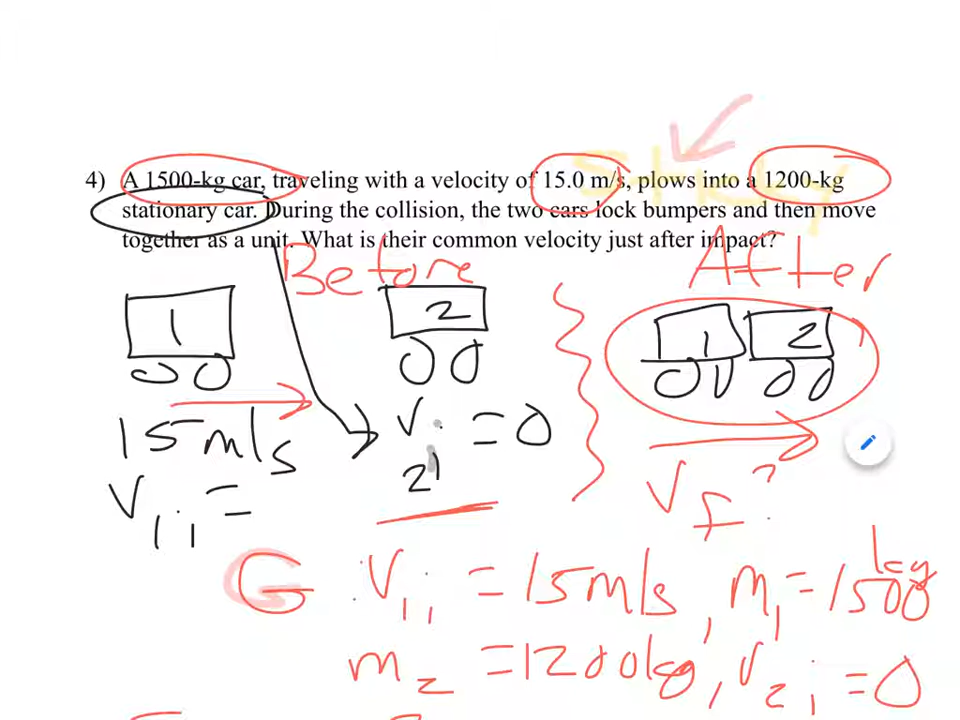 4) A 1500-kg car, traveling with a velocity of 15.0 m/s, plows into a 1200-kg
stationary car. During the collision, the two cars lock bumpers and then move
together as a unit. What is their common velocity just after impact?
Before After
1 2 1 2
15 m/s V2i = 0
V1i = Vf ?
G V1i = 15 m/s, m1 = 1500 kg
m2 = 1200 kg, V2i = 0